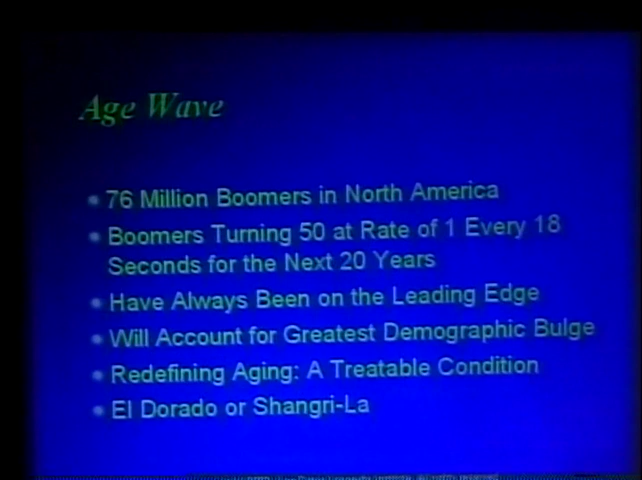 Age Wave
• 76 Million Boomers in North America
• Boomers Turning 50 at Rate of 1 Every 18
Seconds for the Next 20 Years
• Have Always Been on the Leading Edge
• Will Account for Greatest Demographic Bulge
• Redefining Aging: A Treatable Condition
• El Dorado or Shangri-La